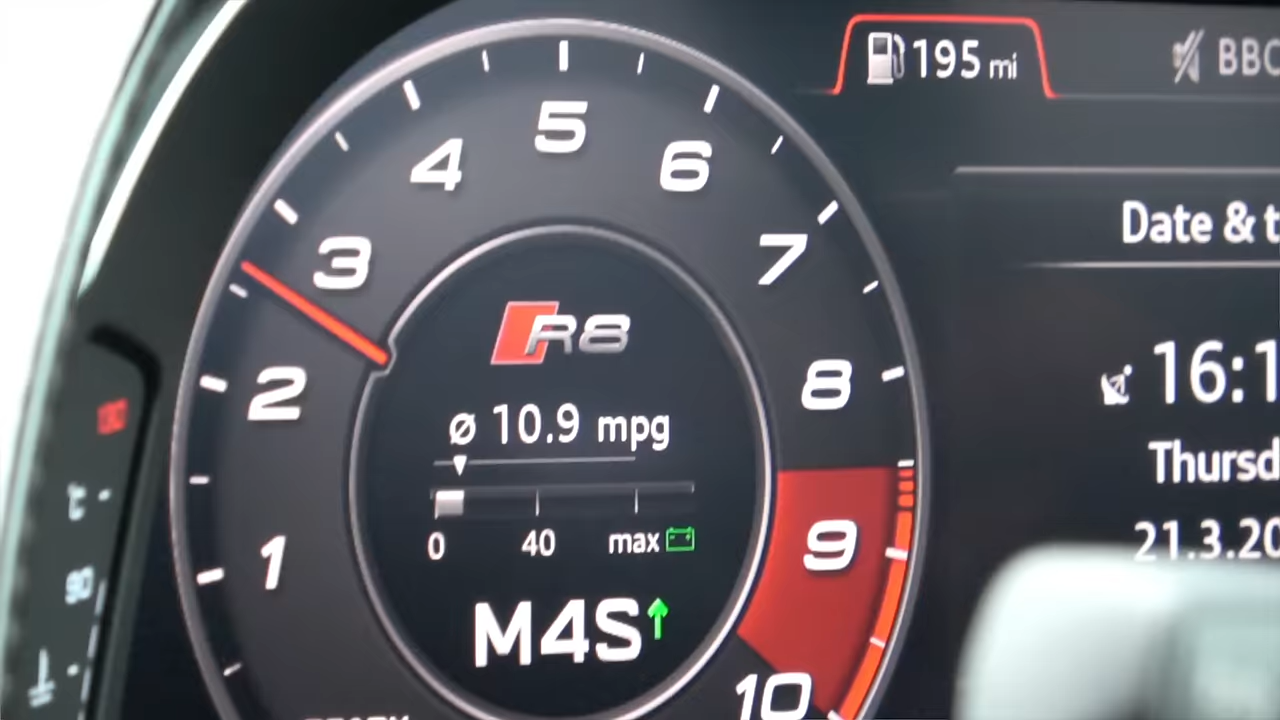 195 mi
BBC
5
4
6
3
7
2
8
1
9
10
R8
ø 10.9 mpg
0 40 max
M4S
Date & t
16:1
Thursd
21.3.20
°C
90